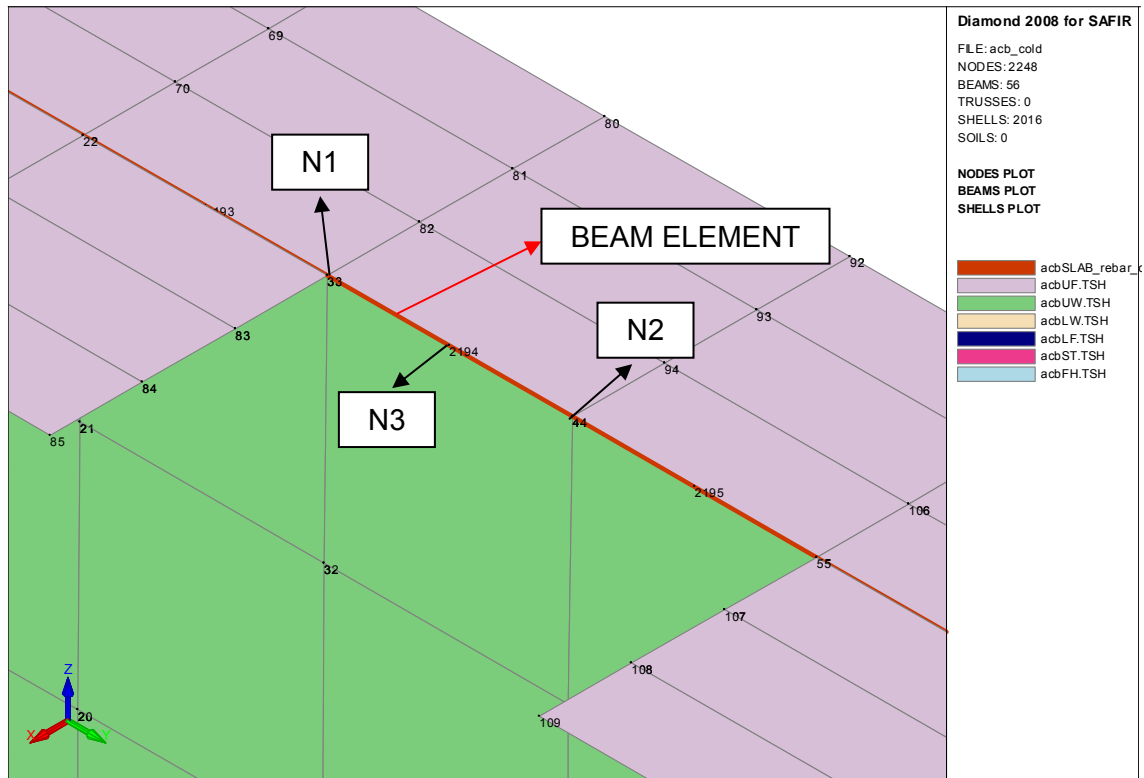 Diamond 2008 for SAFIR
FILE: acb_cold
NODES: 2248
BEAMS: 56
TRUSSES: 0
SHELLS: 2016
SOILS: 0
NODES PLOT
BEAMS PLOT
SHELLS PLOT
acbUF.TSH
acbUW.TSH
acbLW.TSH
acbLF.TSH
acbST.TSH
acbFH.TSH
69
70
80
22
N1
81
82
BEAM ELEMENT
92
33
93
N2
83
2194
94
84
N3
44
85
21
2195
106
55
32
107
108
Z
20
109
X
Y